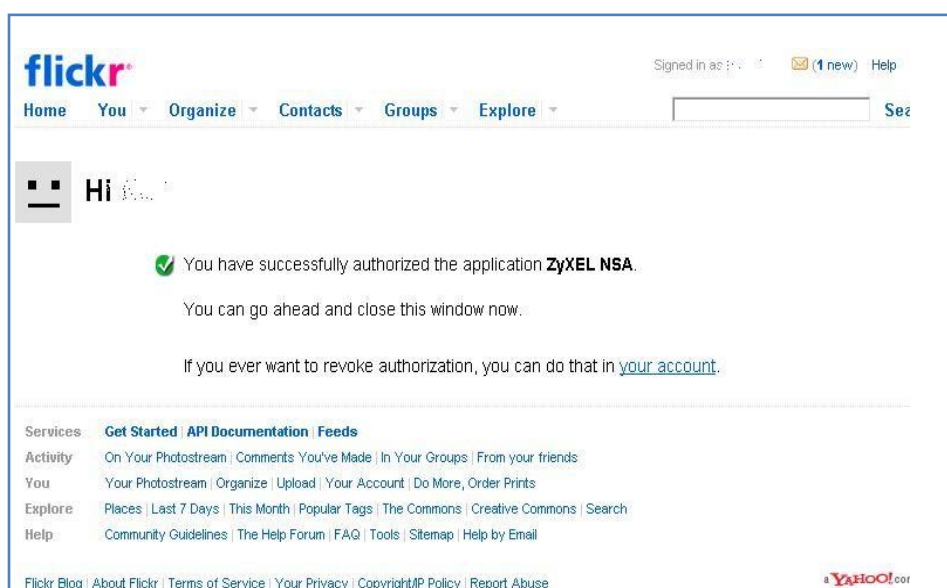 flickr
Signed in as (1 new) Help
Home You Organize Contacts Groups Explore
Hi
You have successfully authorized the application ZyXEL NSA.
You can go ahead and close this window now.
If you ever want to revoke authorization, you can do that in your account.
Services Get Started | API Documentation | Feeds
Activity On Your Photostream | Comments You've Made | In Your Groups | From your friends
You Your Photostream | Organize | Upload | Your Account | Do More, Order Prints
Explore Places | Last 7 Days | This Month | Popular Tags | The Commons | Creative Commons | Search
Help Community Guidelines | The Help Forum | FAQ | Tools | Sitemap | Help by Email
Flickr Blog | About Flickr | Terms of Service | Your Privacy | Copyright/IP Policy | Report Abuse
a YAHOO!